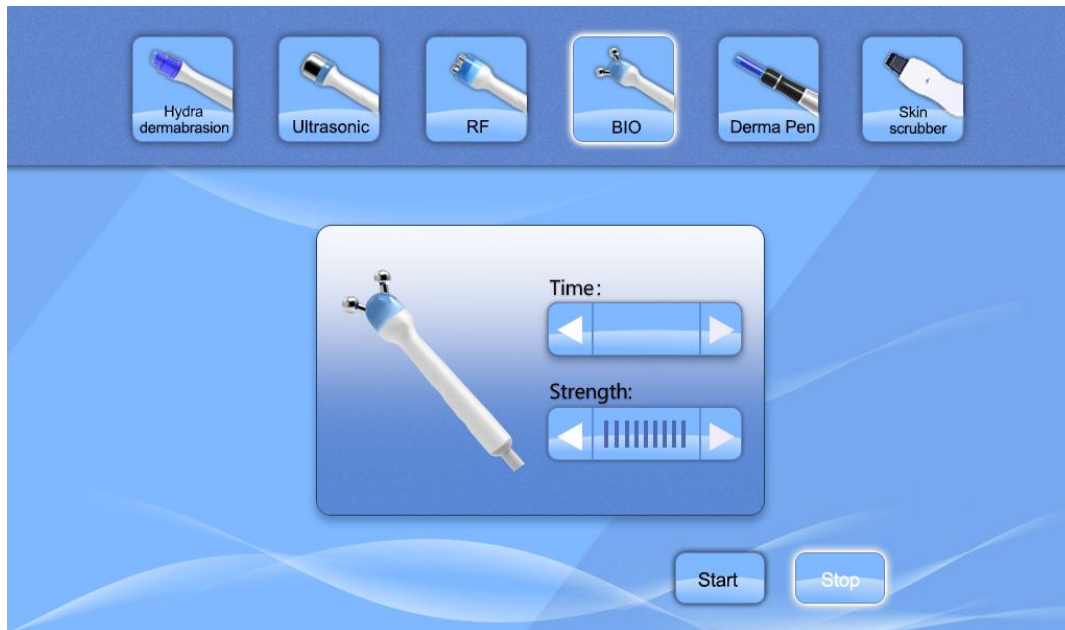 Hydra
dermabrasion
Ultrasonic
RF
BIO
Derma Pen
Skin
scrubber
Time:
Strength:
Start
Stop